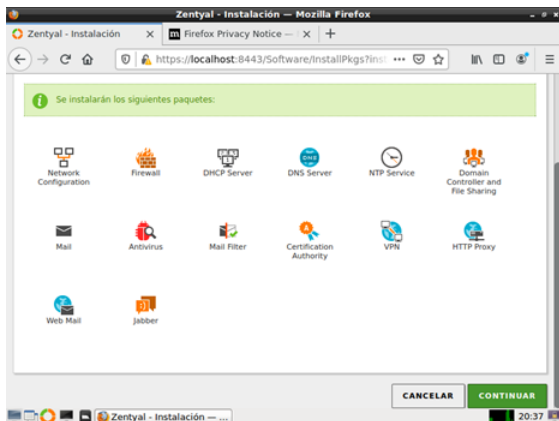 Zentyal - Instalación — Mozilla Firefox
Zentyal - Instalación
Firefox Privacy Notice —
https://localhost:8443/Software/InstallPkgs?ins
Se instalarán los siguientes paquetes:
Network
Configuration
Firewall
DHCP Server
DNS
DNS Server
NTP Service
Domain
Controller and
File Sharing
Mail
Antivirus
Mail Filter
Certification
Authority
VPN
HTTP Proxy
Web Mail
Jabber
CANCELAR
CONTINUAR
Zentyal - Instalación — ...
20:37